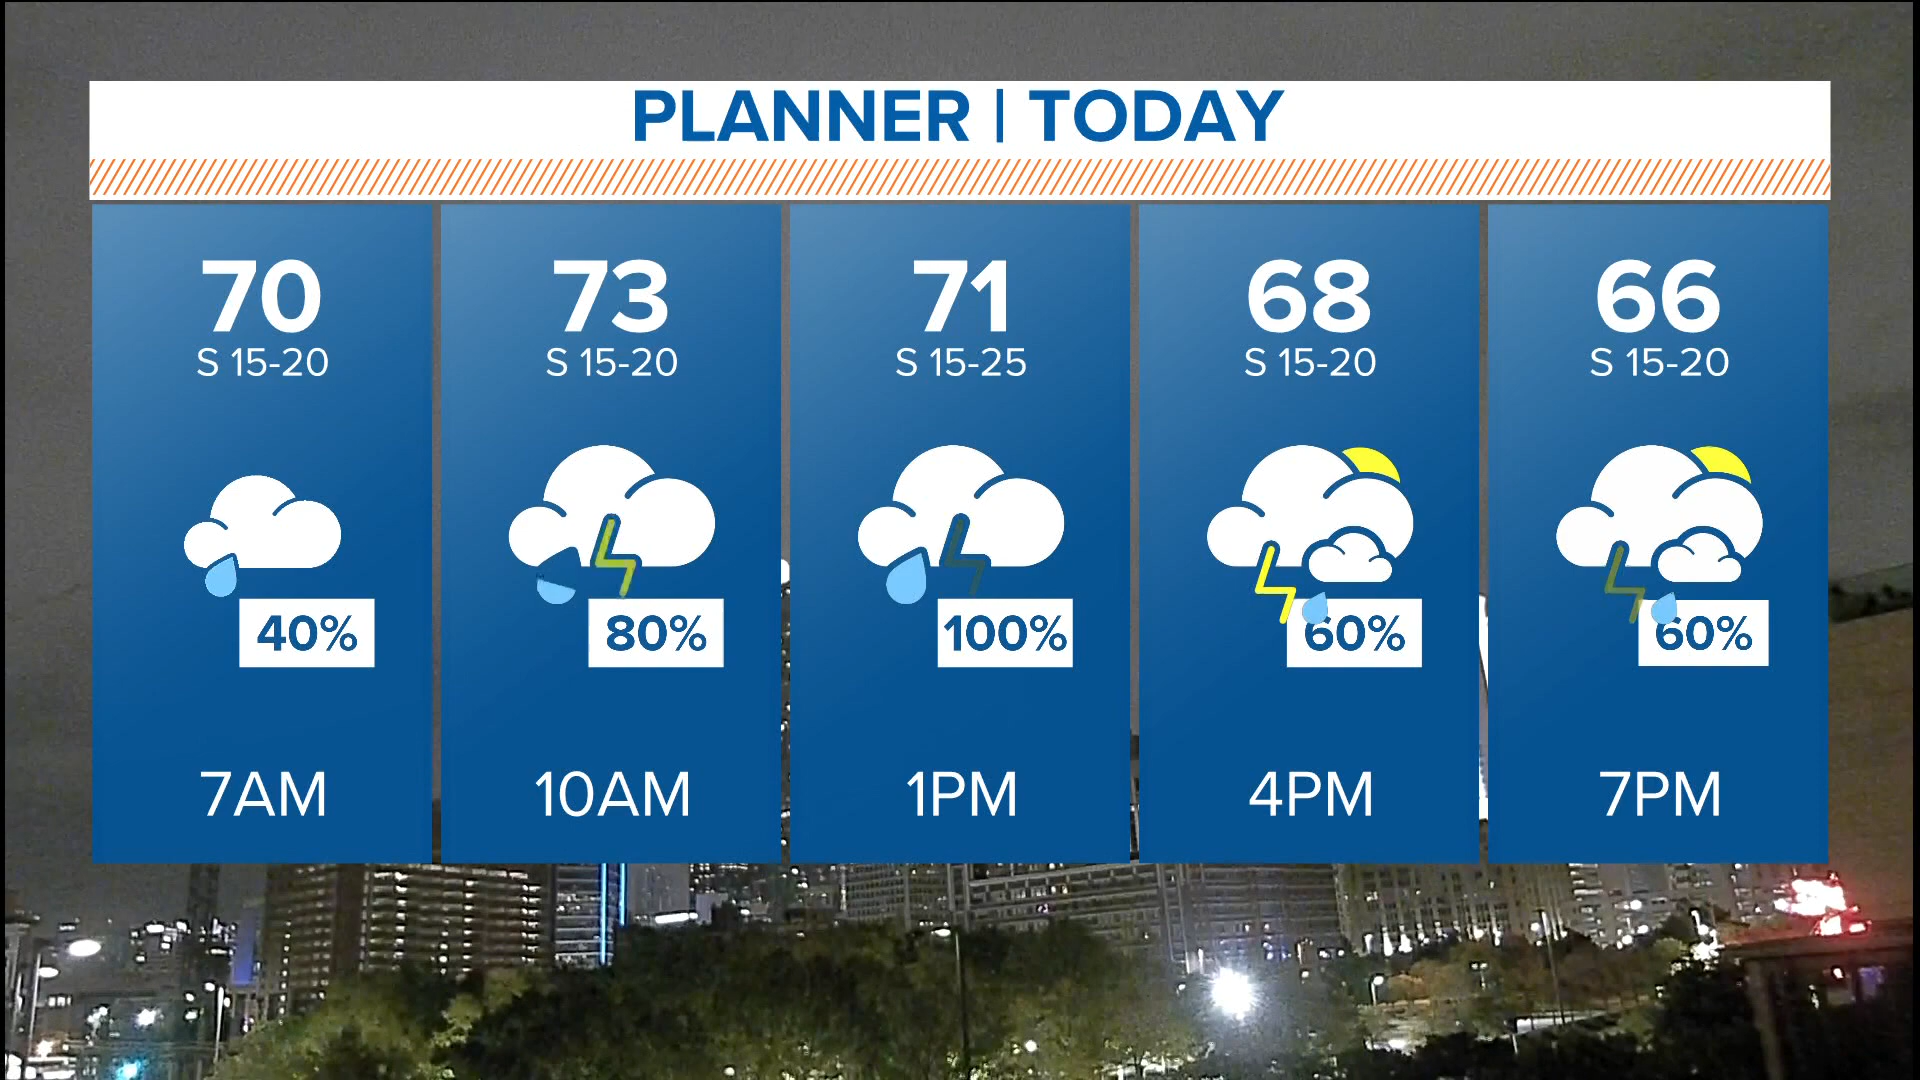 PLANNER | TODAY
70
S 15-20
40%
7AM
73
S 15-20
80%
10AM
71
S 15-25
100%
1PM
68
S 15-20
60%
4PM
66
S 15-20
60%
7PM